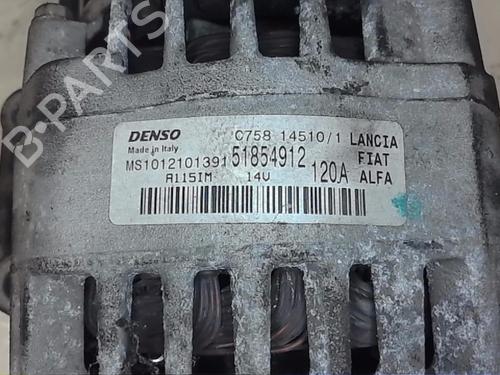 B-PARTS
DENSO C758 14510/1 LANCIA
Made in Italy FIAT
MS1012101391 51854912 120A ALFA
A115IM 14V